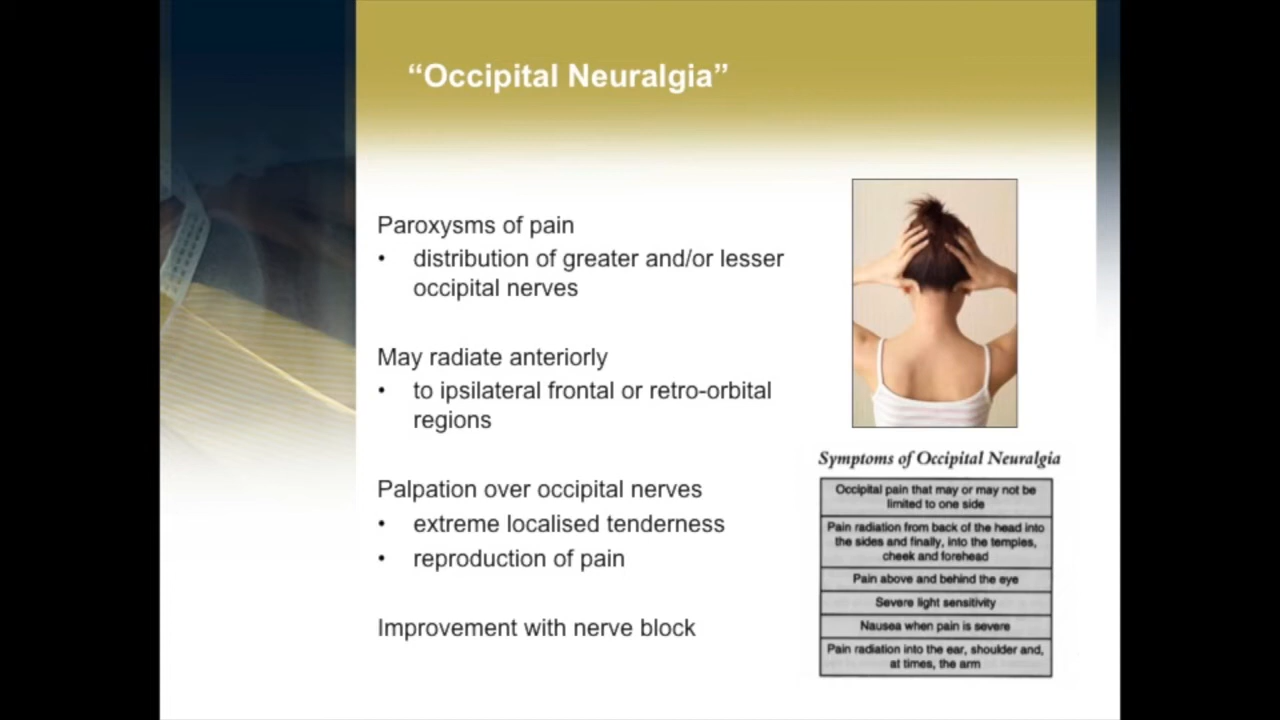 “Occipital Neuralgia”
Paroxysms of pain
• distribution of greater and/or lesser
occipital nerves
May radiate anteriorly
• to ipsilateral frontal or retro-orbital
regions
Palpation over occipital nerves
• extreme localised tenderness
• reproduction of pain
Improvement with nerve block
Symptoms of Occipital Neuralgia
Occipital pain that may or may not be
limited to one side
Pain radiation from back of the head into
the sides and finally, into the temples,
cheek and forehead
Pain above and behind the eye
Severe light sensitivity
Nausea when pain is severe
Pain radiation into the ear, shoulder and,
at times, the arm